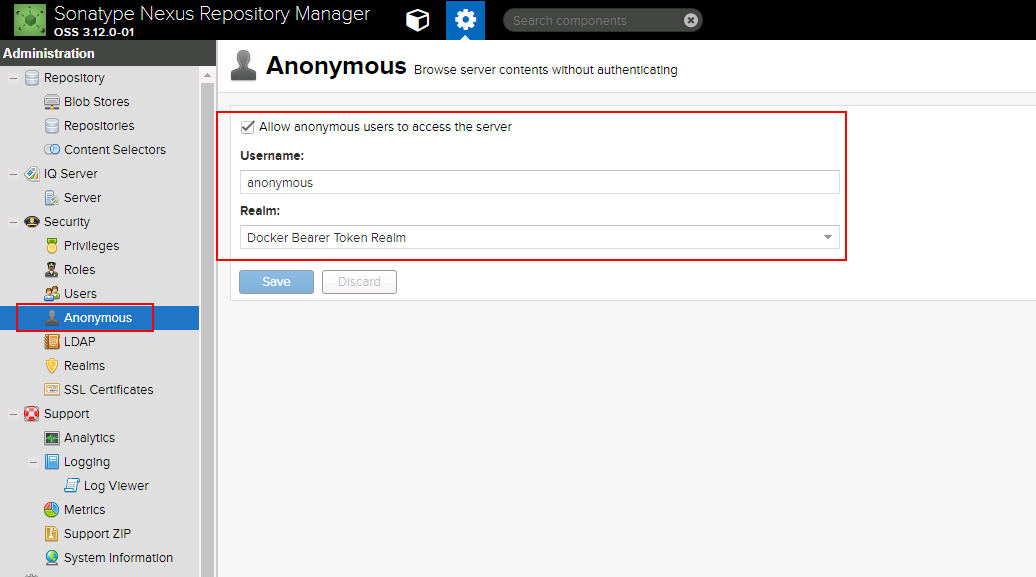 Sonatype Nexus Repository Manager
OSS 3.12.0-01
Search components
Administration
Repository
Blob Stores
Repositories
Content Selectors
IQ Server
Server
Security
Privileges
Roles
Users
Anonymous
LDAP
Realms
SSL Certificates
Support
Analytics
Logging
Log Viewer
Metrics
Support ZIP
System Information
Anonymous Browse server contents without authenticating
Allow anonymous users to access the server
Username:
anonymous
Realm:
Docker Bearer Token Realm
Save Discard